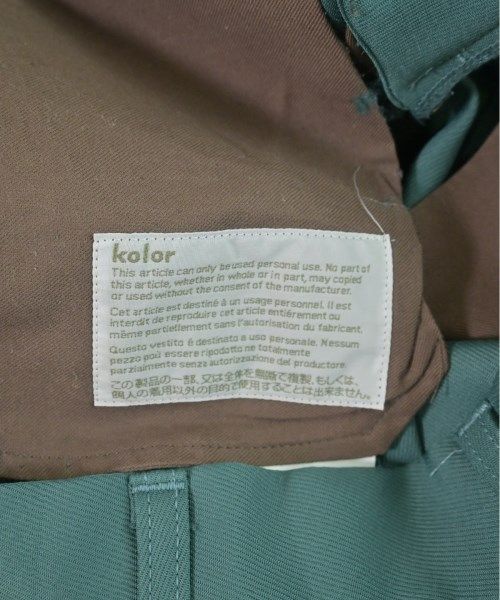 kolor
This article can only be used personal use. No part of
this article, whether in whole or in part, may copied
or used without the consent of the manufacturer.
Cet article est destiné à un usage personnel. Il est
interdit de reproduire cet article entiérement ou
même partiellement sans l'autorisation du fabricant.
Questo vestito é destinato a uso personale. Nessun
pezzo può essere ripodotto ne totalmente
parzialmente senza autorizzazione del produttore.
この製品の一部、又は全体を無断で複製、もしくは、
個人の着用以外の目的で使用することは出来ません。